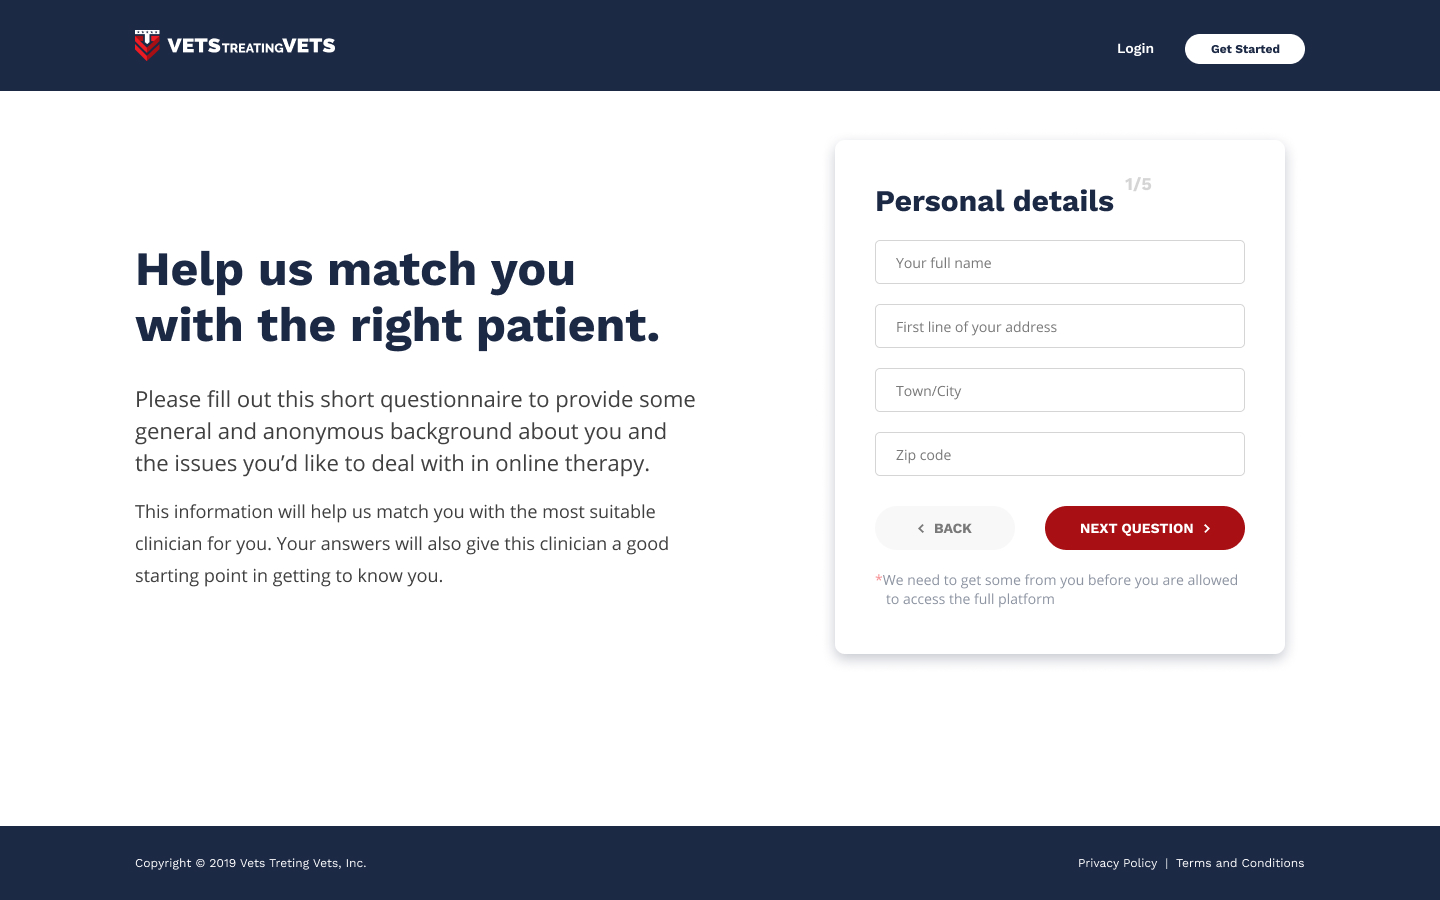 VETSTREATINGVETS
Login
Get Started
Help us match you
with the right patient.
Please fill out this short questionnaire to provide some
general and anonymous background about you and
the issues you’d like to deal with in online therapy.
This information will help us match you with the most suitable
clinician for you. Your answers will also give this clinician a good
starting point in getting to know you.
Personal details 1/5
Your full name
First line of your address
Town/City
Zip code
BACK
NEXT QUESTION
*We need to get some from you before you are allowed
to access the full platform
Copyright © 2019 Vets Treting Vets, Inc.
Privacy Policy | Terms and Conditions